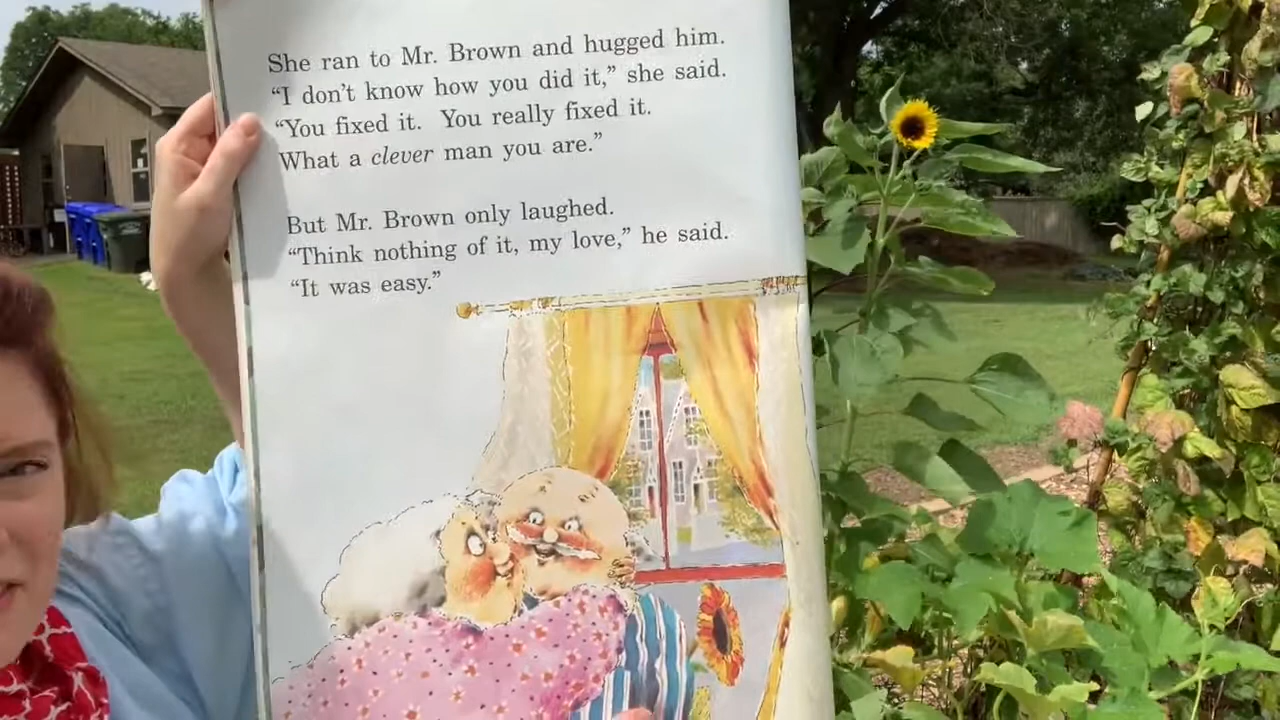 She ran to Mr. Brown and hugged him.
“I don’t know how you did it,” she said.
“You fixed it. You really fixed it.
What a clever man you are.”
But Mr. Brown only laughed.
“Think nothing of it, my love,” he said.
“It was easy.”